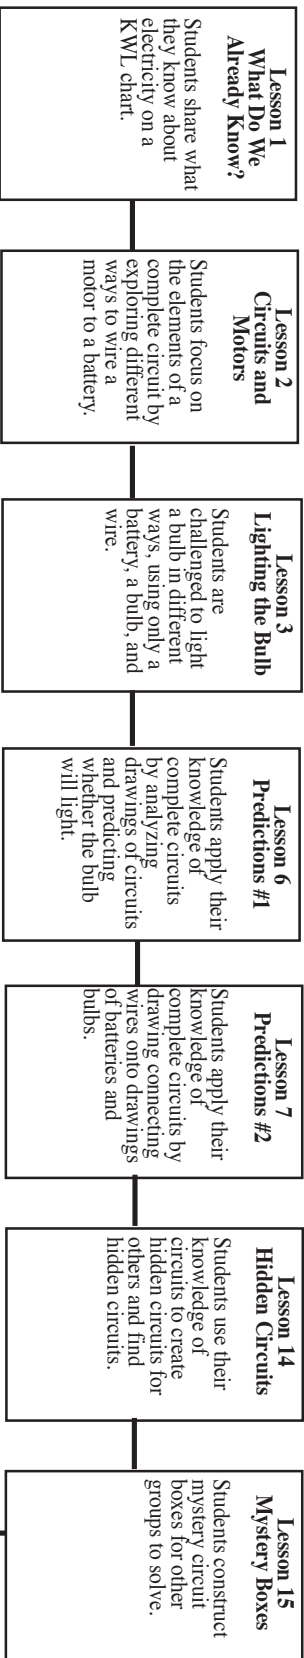 Lesson 1
What Do We
Already Know?
Students share what
they know about
electricity on a
KWL chart.
Lesson 2
Circuits and
Motors
Students focus on
the elements of a
complete circuit by
exploring different
ways to wire a
motor to a battery.
Lesson 3
Lighting the Bulb
Students are
challenged to light
a bulb in different
ways, using only a
battery, a bulb, and
wire.
Lesson 6
Predictions #1
Students apply their
knowledge of
complete circuits
by analyzing
drawings of circuits
and predicting
whether the bulb
will light.
Lesson 7
Predictions #2
Students apply their
knowledge of
complete circuits by
drawing connecting
wires onto drawings
of batteries and
bulbs.
Lesson 14
Hidden Circuits
Students use their
knowledge of
circuits to create
hidden circuits for
others and find
hidden circuits.
Lesson 15
Mystery Boxes
Students construct
mystery circuit
boxes for other
groups to solve.